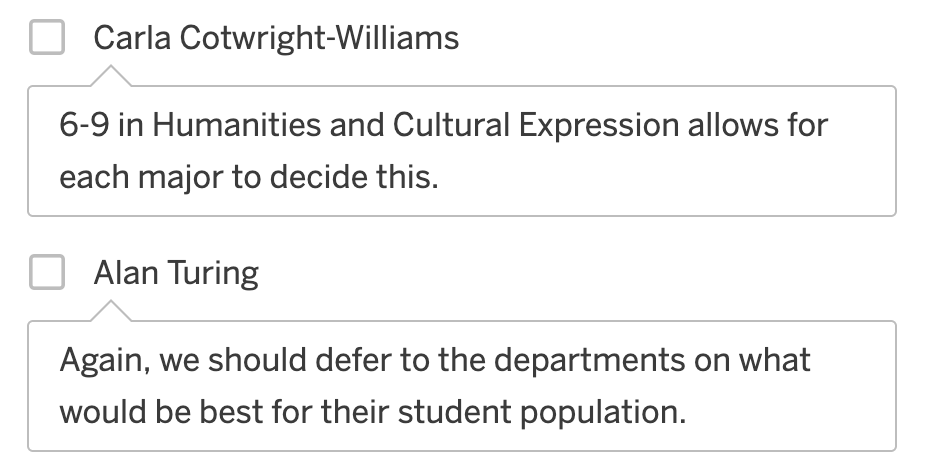 Carla Cotwright-Williams
6-9 in Humanities and Cultural Expression allows for
each major to decide this.
Alan Turing
Again, we should defer to the departments on what
would be best for their student population.